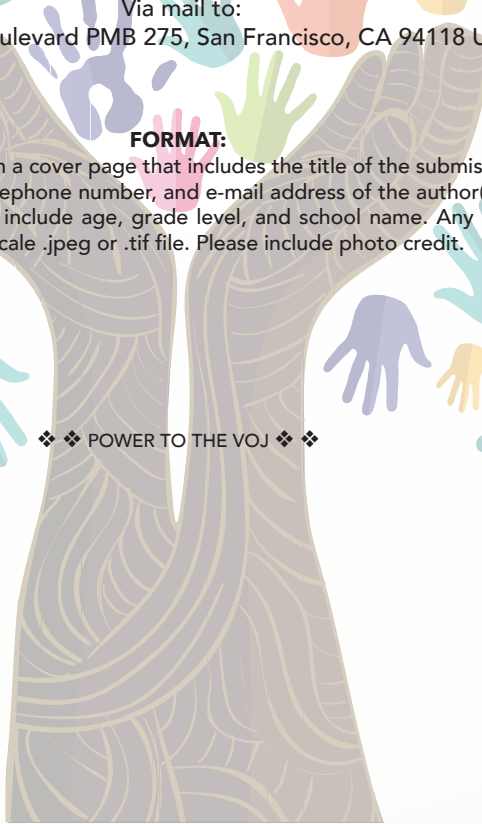 Via mail to:
ulevard PMB 275, San Francisco, CA 94118 U
FORMAT:
a cover page that includes the title of the submis
ephone number, and e-mail address of the author(
include age, grade level, and school name. Any
cale .jpeg or .tif file. Please include photo credit.
❖ ❖ POWER TO THE VOJ ❖ ❖